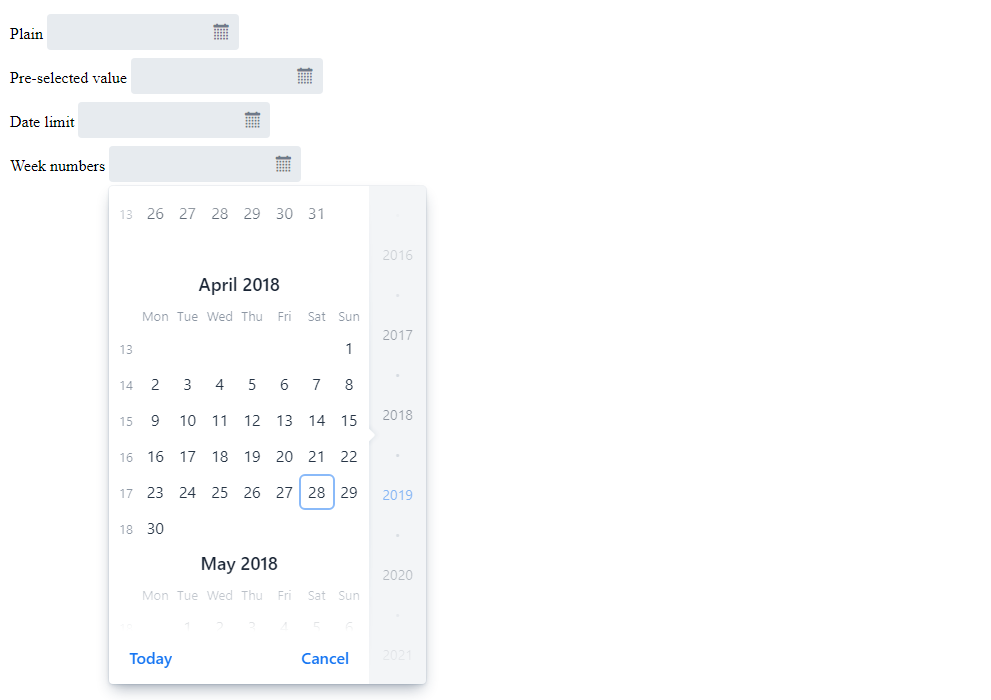 Plain
Pre-selected value
Date limit
Week numbers
13 26 27 28 29 30 31
April 2018
Mon Tue Wed Thu Fri Sat Sun
13 1
14 2 3 4 5 6 7 8
15 9 10 11 12 13 14 15
16 16 17 18 19 20 21 22
17 23 24 25 26 27 28 29
18 30
May 2018
Mon Tue Wed Thu Fri Sat Sun
18 1 2 3 4 5 6
Today Cancel
2016
2017
2018
2019
2020
2021